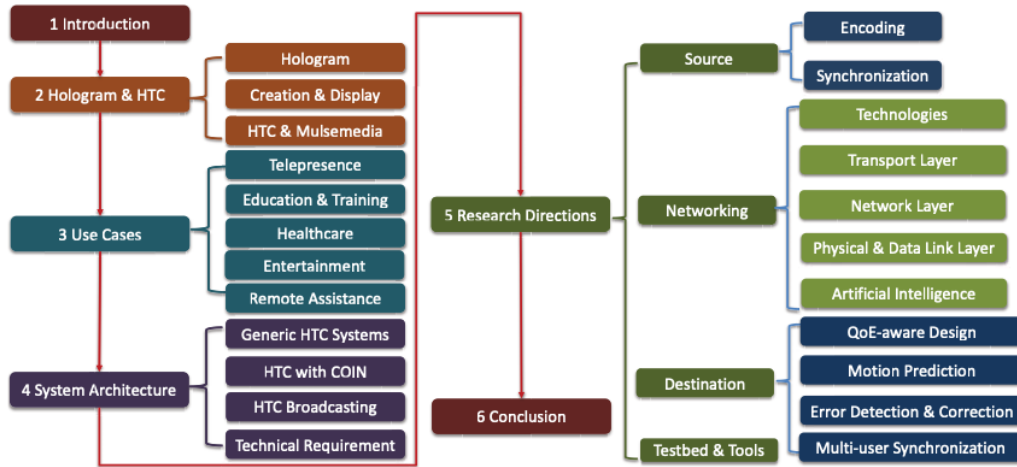 1 Introduction
2 Hologram & HTC
Hologram
Creation & Display
HTC & Mulsemedia
3 Use Cases
Telepresence
Education & Training
Healthcare
Entertainment
Remote Assistance
4 System Architecture
Generic HTC Systems
HTC with COIN
HTC Broadcasting
Technical Requirement
5 Research Directions
Source
Encoding
Synchronization
Networking
Technologies
Transport Layer
Network Layer
Physical & Data Link Layer
Artificial Intelligence
Destination
QoE-aware Design
Motion Prediction
Error Detection & Correction
Multi-user Synchronization
Testbed & Tools
6 Conclusion